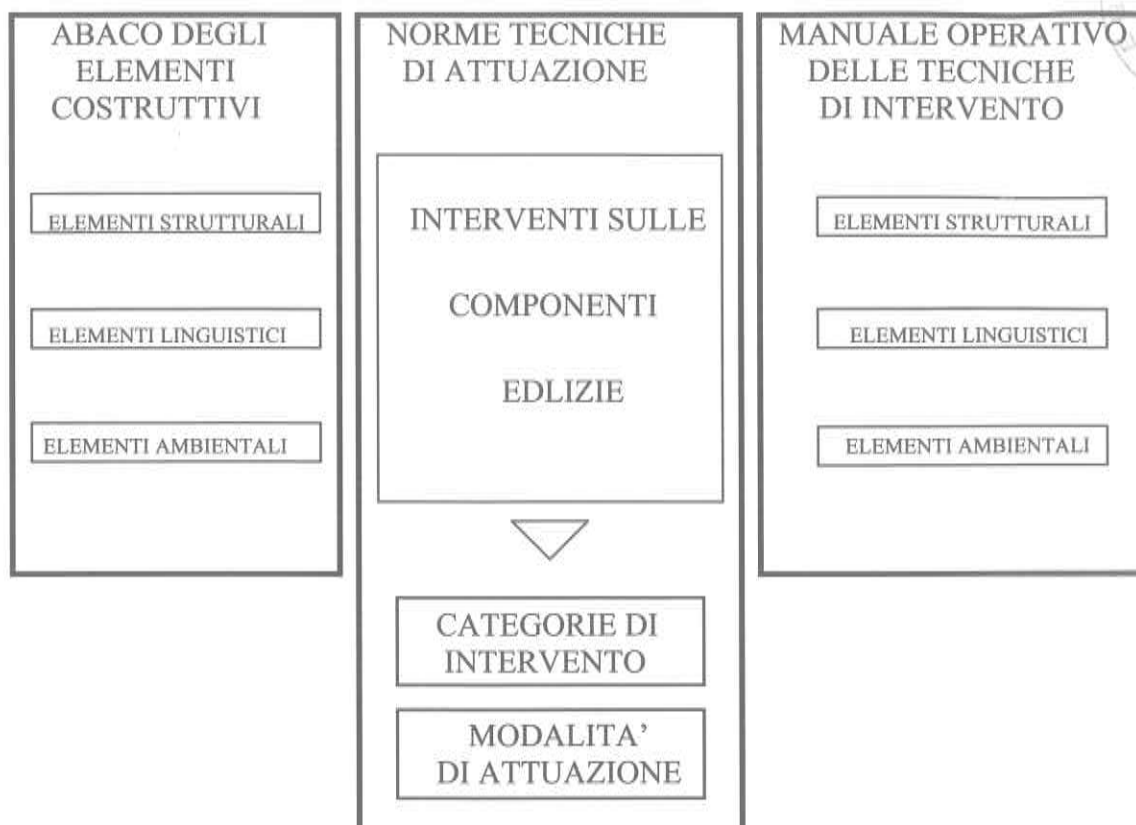 ABACO DEGLI
ELEMENTI
COSTRUTTIVI
ELEMENTI STRUTTURALI
ELEMENTI LINGUISTICI
ELEMENTI AMBIENTALI
NORME TECNICHE
DI ATTUAZIONE
INTERVENTI SULLE
COMPONENTI
EDLIZIE
CATEGORIE DI
INTERVENTO
MODALITA'
DI ATTUAZIONE
MANUALE OPERATIVO
DELLE TECNICHE
DI INTERVENTO
ELEMENTI STRUTTURALI
ELEMENTI LINGUISTICI
ELEMENTI AMBIENTALI